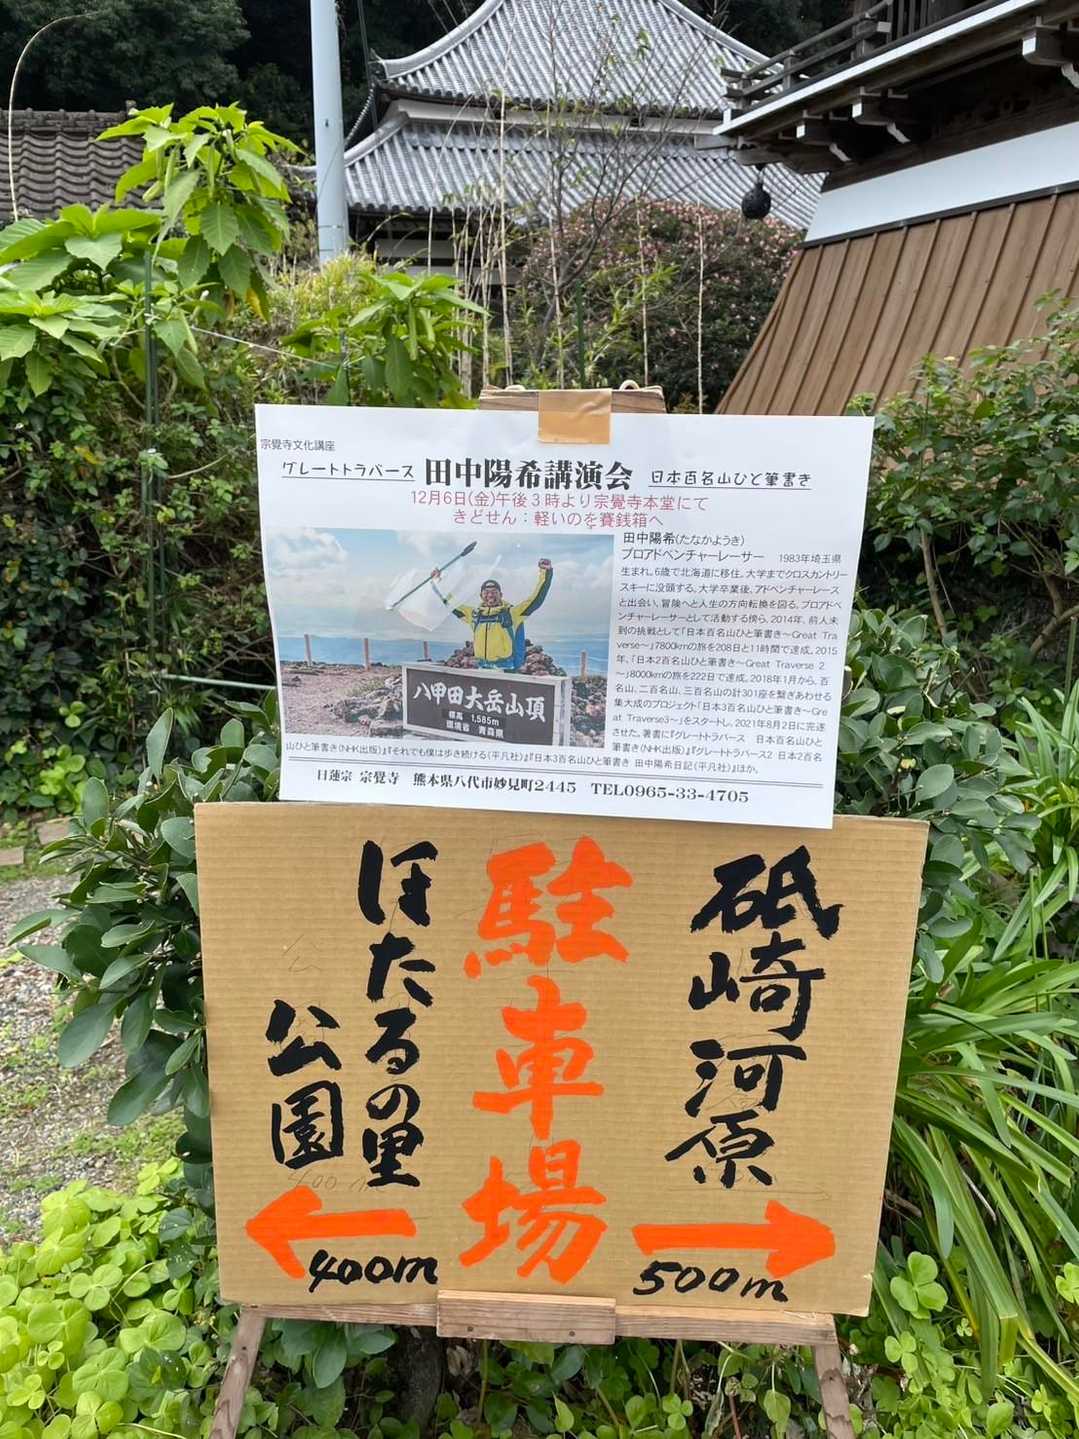 宗覺寺文化講座
グレートトラバース 田中陽希講演会 日本百名山ひと筆書き
12月6日(金)午後3時より宗覺寺本堂にて
きどせん：軽いのを賽銭箱へ
田中陽希(たなかようき)
プロアドベンチャーレーサー 1983年埼玉県
生まれ。6歳で北海道に移住。大学までクロスカントリー
スキーに没頭する。大学卒業後、アドベンチャーレース
と出会い、冒険へと人生の方向転換を図る。プロアドベ
ンチャーレーサーとして活動する傍ら、2014年、前人未
到の挑戦として「日本百名山ひと筆書き～Great Tra
verse～」7800kmの旅を208日と11時間で達成。2015
年、「日本2百名山ひと筆書き～Great Traverse 2
～」8000kmの旅を222日で達成。2018年1月から、百
名山、二百名山、三百名山の計301座を繋ぎあわせる
集大成のプロジェクト「日本3百名山ひと筆書き～Gre
at Traverse3～」をスタートし、2021年8月2日に完遂
させた。著書に『グレートトラバース 日本百名山ひと
筆書き(NHK出版)』『グレートトラバース2 日本2百名
山ひと筆書き(NHK出版)』『それでも僕は歩き続ける(平凡社)』『日本3百名山ひと筆書き 田中陽希日記(平凡社)』ほか。
八甲田大岳山頂
標高 1,585m
環境省 青森県
日蓮宗 宗覺寺 熊本県八代市妙見町2445 TEL0965-33-4705
砥崎河原
500m
駐車場
ほたるの里
公園
400m